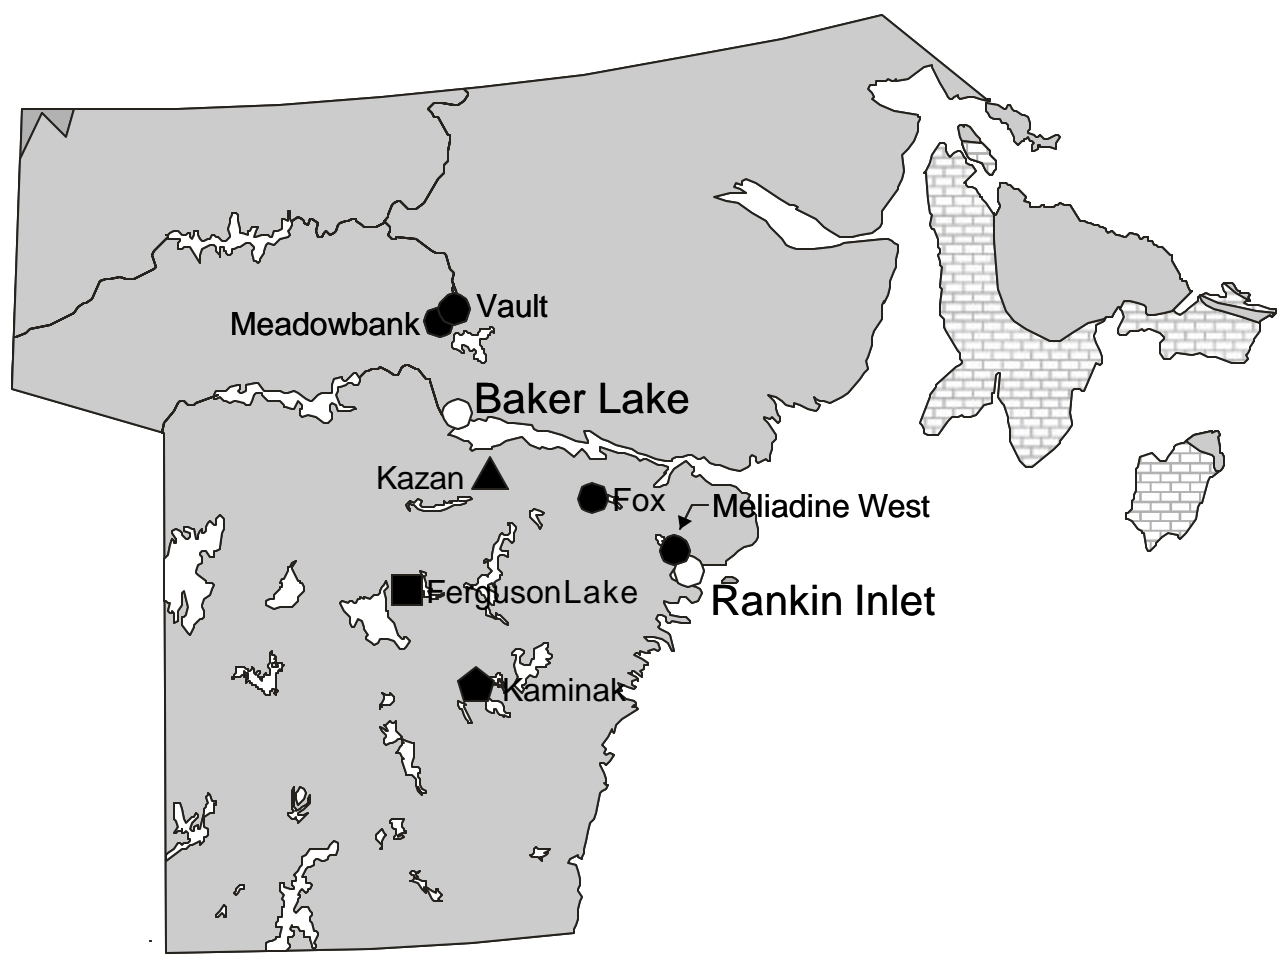 Vault
Meadowbank
Baker Lake
Kazan
Fox
Meliadine West
FergusonLake
Rankin Inlet
Kaminak